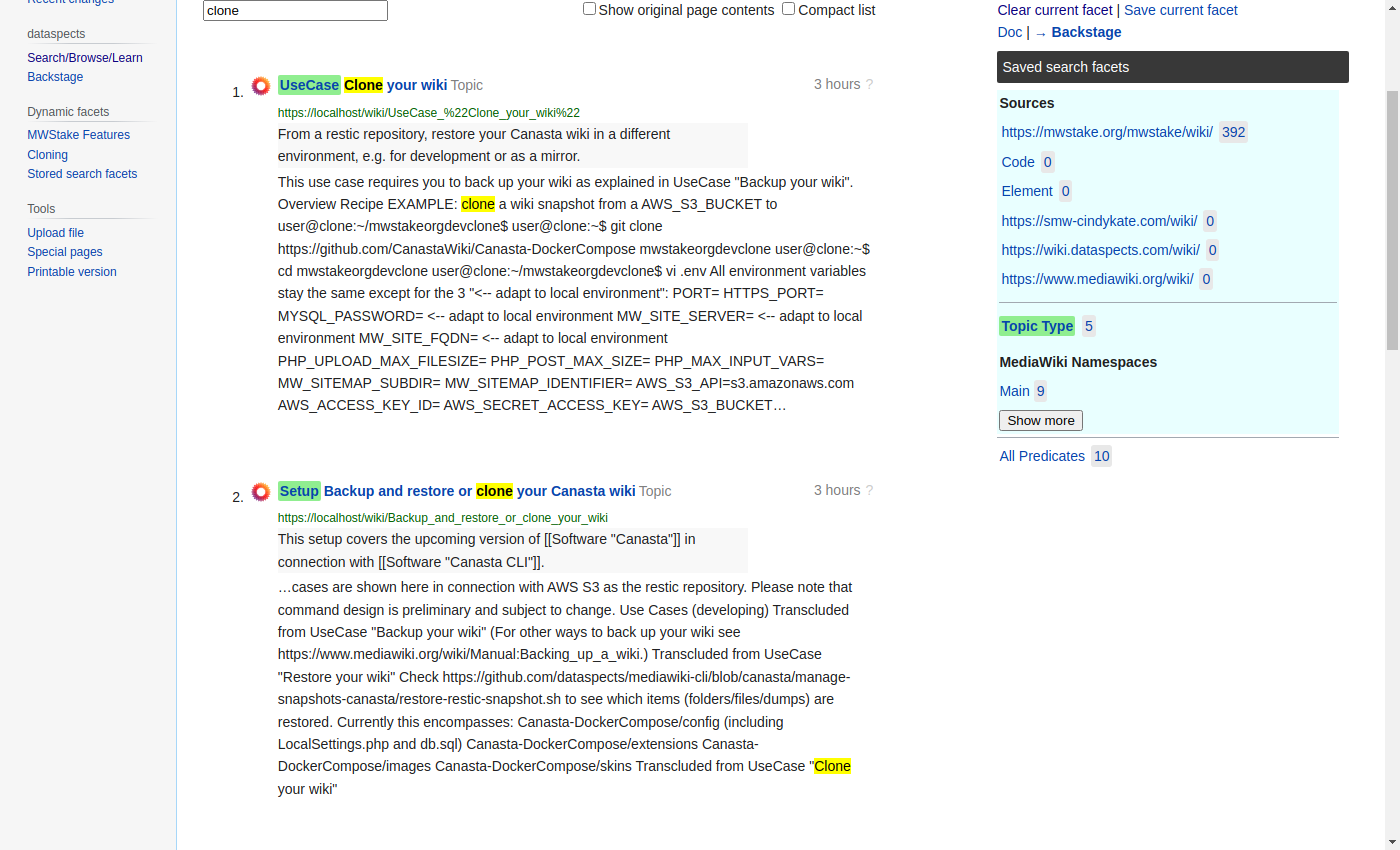 Recent changes
dataspects
Search/Browse/Learn
Backstage
Dynamic facets
MWStake Features
Cloning
Stored search facets
Tools
Upload file
Special pages
Printable version
clone
Show original page contents Compact list
1. UseCase Clone your wiki Topic 3 hours ?
https://localhost/wiki/UseCase_%22Clone_your_wiki%22
From a restic repository, restore your Canasta wiki in a different
environment, e.g. for development or as a mirror.
This use case requires you to back up your wiki as explained in UseCase "Backup your wiki".
Overview Recipe EXAMPLE: clone a wiki snapshot from a AWS_S3_BUCKET to
user@clone:~/mwstakeorgdevclone$ user@clone:~$ git clone
https://github.com/CanastaWiki/Canasta-DockerCompose mwstakeorgdevclone user@clone:~$
cd mwstakeorgdevclone user@clone:~/mwstakeorgdevclone$ vi .env All environment variables
stay the same except for the 3 "<-- adapt to local environment": PORT= HTTPS_PORT=
MYSQL_PASSWORD= <-- adapt to local environment MW_SITE_SERVER= <-- adapt to local
environment MW_SITE_FQDN= <-- adapt to local environment
PHP_UPLOAD_MAX_FILESIZE= PHP_POST_MAX_SIZE= PHP_MAX_INPUT_VARS=
MW_SITEMAP_SUBDIR= MW_SITEMAP_IDENTIFIER= AWS_S3_API=s3.amazonaws.com
AWS_ACCESS_KEY_ID= AWS_SECRET_ACCESS_KEY= AWS_S3_BUCKET…
2. Setup Backup and restore or clone your Canasta wiki Topic 3 hours ?
https://localhost/wiki/Backup_and_restore_or_clone_your_wiki
This setup covers the upcoming version of [[Software "Canasta"]] in
connection with [[Software "Canasta CLI"]].
…cases are shown here in connection with AWS S3 as the restic repository. Please note that
command design is preliminary and subject to change. Use Cases (developing) Transcluded
from UseCase "Backup your wiki" (For other ways to back up your wiki see
https://www.mediawiki.org/wiki/Manual:Backing_up_a_wiki.) Transcluded from UseCase
"Restore your wiki" Check https://github.com/dataspects/mediawiki-cli/blob/canasta/manage-
snapshots-canasta/restore-restic-snapshot.sh to see which items (folders/files/dumps) are
restored. Currently this encompasses: Canasta-DockerCompose/config (including
LocalSettings.php and db.sql) Canasta-DockerCompose/extensions Canasta-
DockerCompose/images Canasta-DockerCompose/skins Transcluded from UseCase "Clone
your wiki"
Clear current facet | Save current facet
Doc | → Backstage
Saved search facets
Sources
https://mwstake.org/mwstake/wiki/ 392
Code 0
Element 0
https://smw-cindykate.com/wiki/ 0
https://wiki.dataspects.com/wiki/ 0
https://www.mediawiki.org/wiki/ 0
Topic Type 5
MediaWiki Namespaces
Main 9
Show more
All Predicates 10